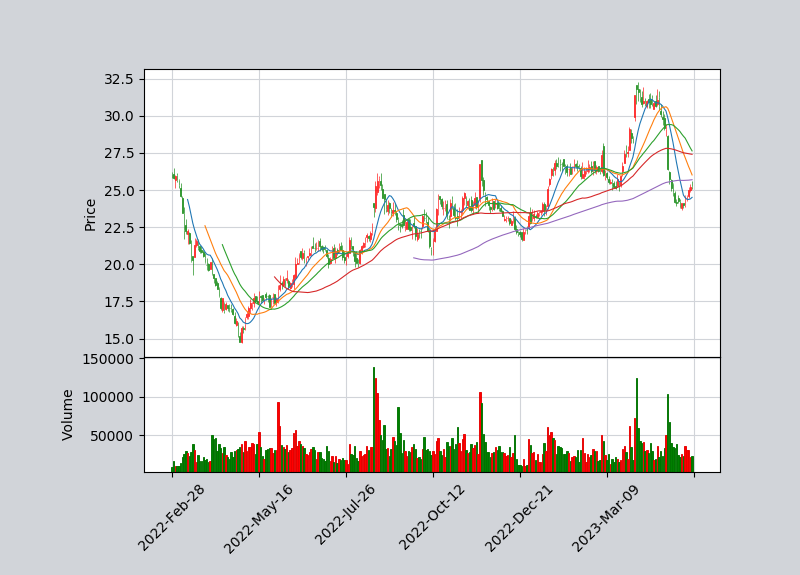 32.5
30.0
27.5
25.0
22.5
20.0
17.5
15.0
Price
150000
100000
50000
Volume
2022-Feb-28
2022-May-16
2022-Jul-26
2022-Oct-12
2022-Dec-21
2023-Mar-09